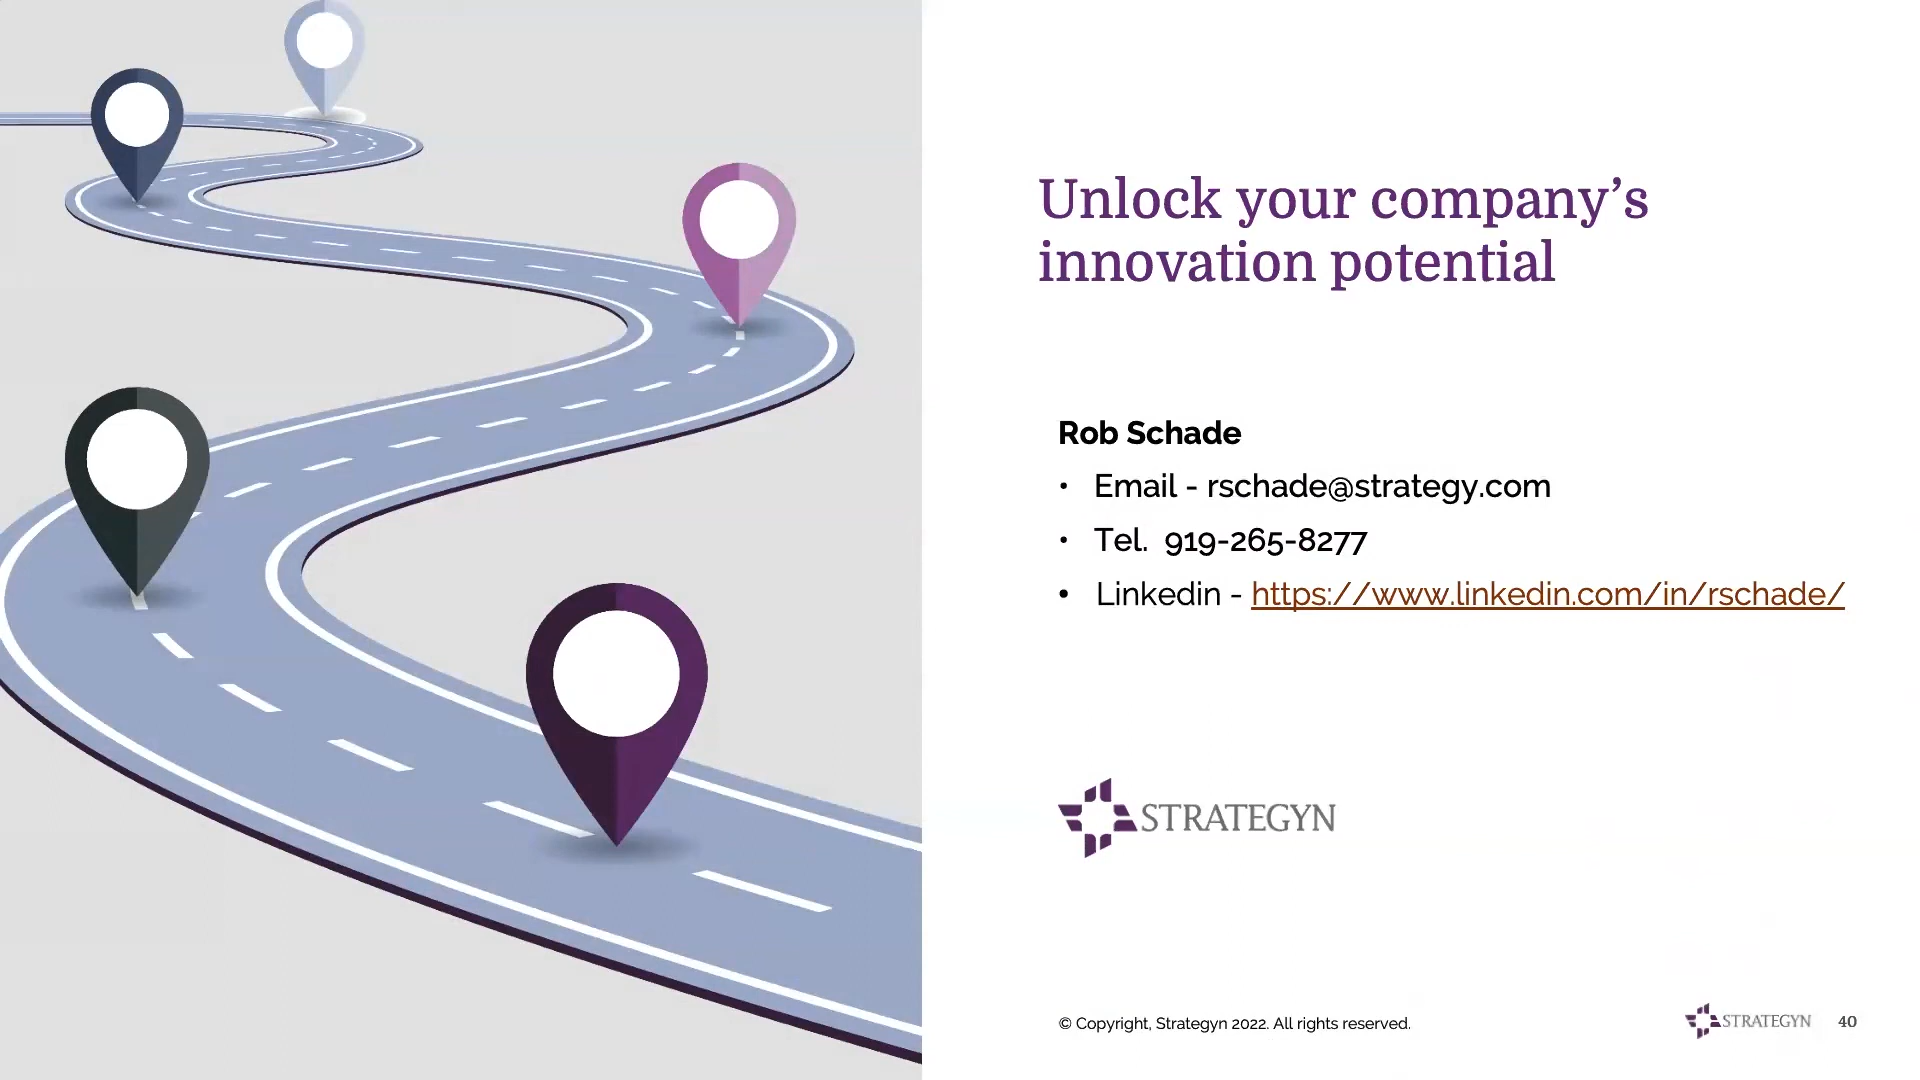 Unlock your company’s
innovation potential
Rob Schade
• Email - rschade@strategy.com
• Tel. 919-265-8277
• Linkedin - https://www.linkedin.com/in/rschade/
STRATEGYN
© Copyright, Strategyn 2022. All rights reserved.
STRATEGYN 40